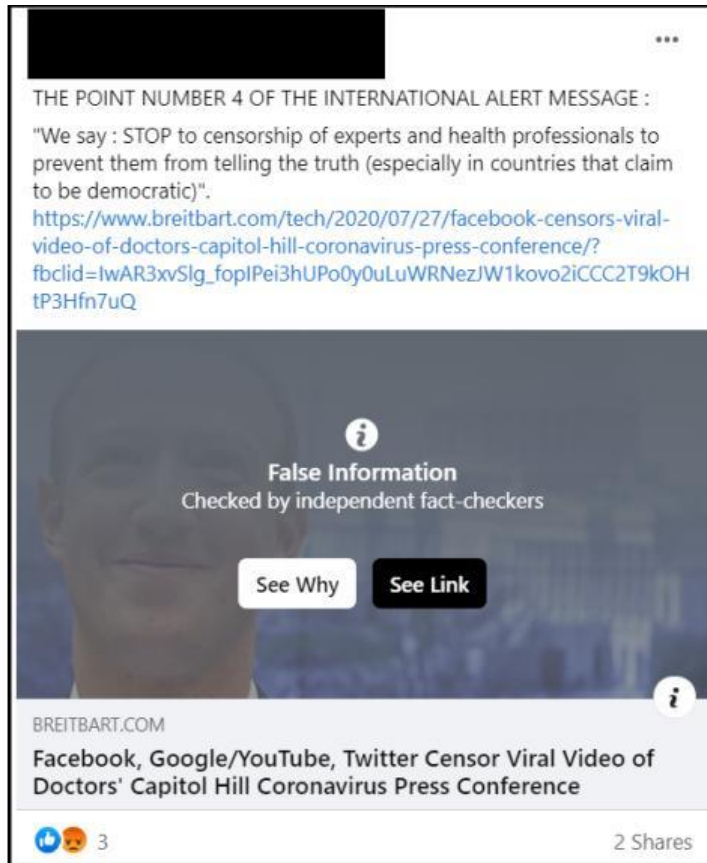 THE POINT NUMBER 4 OF THE INTERNATIONAL ALERT MESSAGE :
"We say : STOP to censorship of experts and health professionals to
prevent them from telling the truth (especially in countries that claim
to be democratic)".
https://www.breitbart.com/tech/2020/07/27/facebook-censors-viral-
video-of-doctors-capitol-hill-coronavirus-press-conference/?
fbclid=IwAR3xvSlg_fopIPei3hUPo0y0uLuWRNezJW1kovo2iCCC2T9kOH
tP3Hfn7uQ
False Information
Checked by independent fact-checkers
See Why
See Link
BREITBART.COM
Facebook, Google/YouTube, Twitter Censor Viral Video of
Doctors' Capitol Hill Coronavirus Press Conference
3
2 Shares